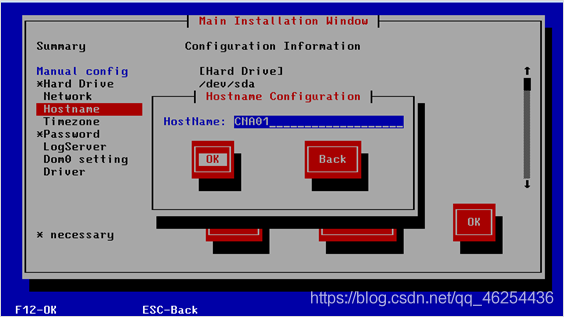 Main Installation Window
Summary Configuration Information
Manual config [Hard Drive]
*Hard Drive /dev/sda
Network
Hostname Configuration
Hostname
HostName: CNA01____________________
Timezone
*Password
LogServer
Dom0 setting
Driver
OK Back
OK
* necessary
F12-OK ESC-Back
https://blog.csdn.net/qq_46254436